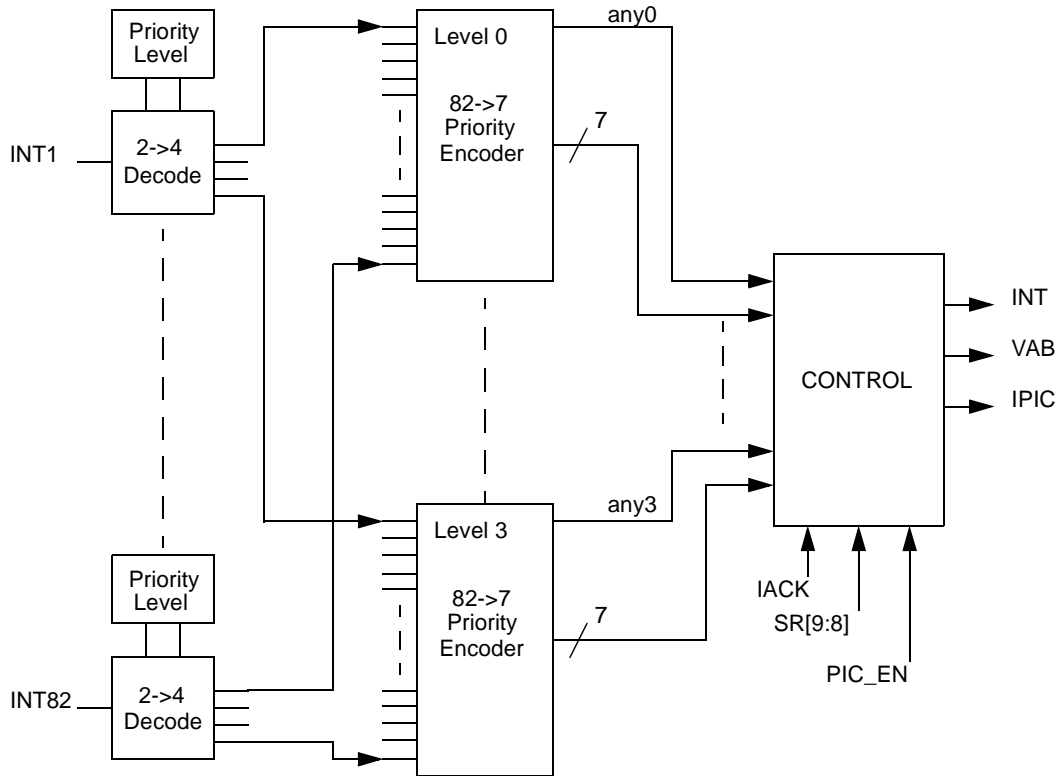 Priority
Level
INT1
2->4
Decode
Level 0
82->7
Priority
Encoder
any0
7
CONTROL
INT
VAB
IPIC
IACK
SR[9:8]
PIC_EN
Priority
Level
INT82
2->4
Decode
Level 3
82->7
Priority
Encoder
any3
7